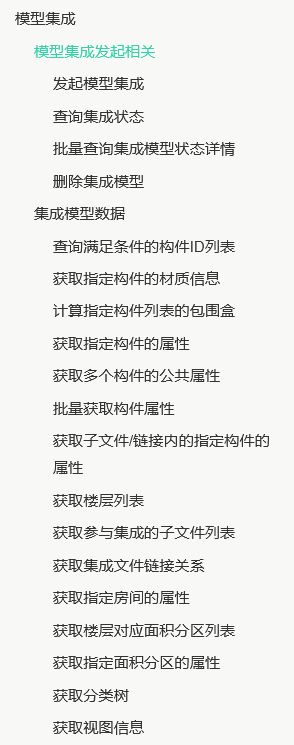 模型集成
模型集成发起相关
发起模型集成
查询集成状态
批量查询集成模型状态详情
删除集成模型
集成模型数据
查询满足条件的构件ID列表
获取指定构件的材质信息
计算指定构件列表的包围盒
获取指定构件的属性
获取多个构件的公共属性
批量获取构件属性
获取子文件/链接内的指定构件的
属性
获取楼层列表
获取参与集成的子文件列表
获取集成文件链接关系
获取指定房间的属性
获取楼层对应面积分区列表
获取指定面积分区的属性
获取分类树
获取视图信息